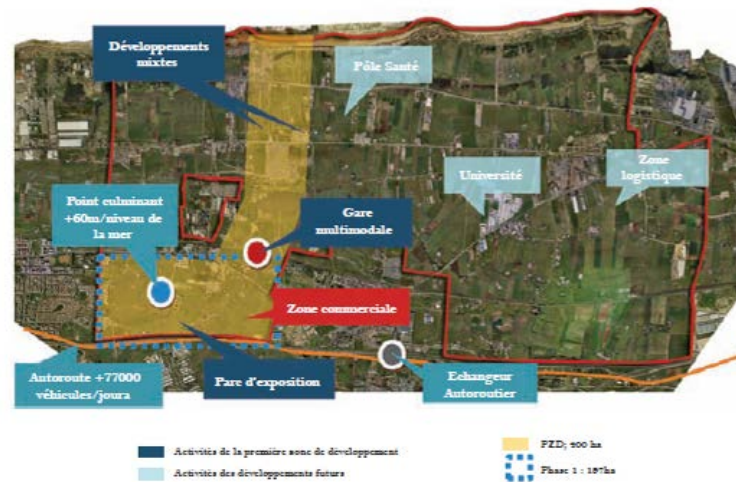 Développements
mixtes
Pôle Santé
Zone
logistique
Université
Point culminant
+60m/niveau de
la mer
Gare
multimodale
Zone commerciale
Autoroute +77000
véhicules/joura
Parc d'exposition
Echangeur
Autoroutier
Activités de la première zone de développement
Activités des développements futurs
PZD; 400 ha
Phase 1 : 187ha